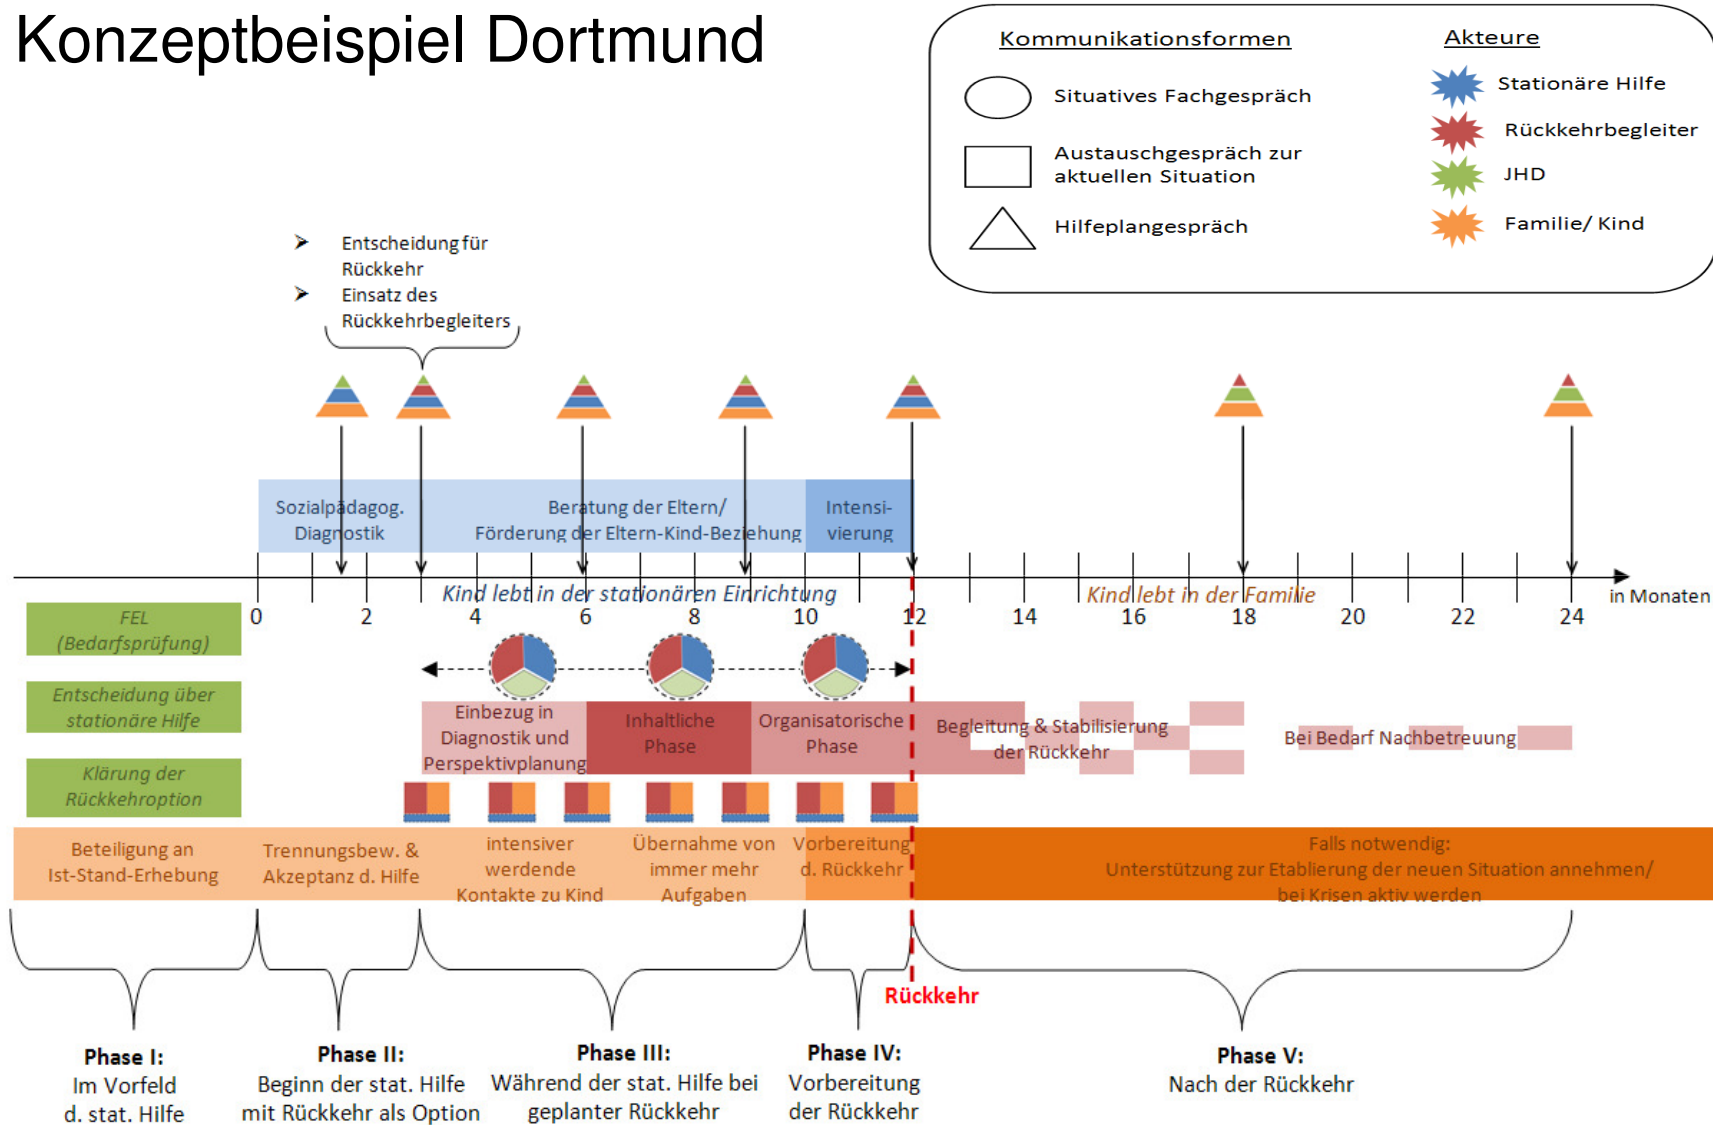 Konzeptbeispiel Dortmund
Kommunikationsformen
Situatives Fachgespräch
Austauschgespräch zur
aktuellen Situation
Hilfeplangespräch
Akteure
Stationäre Hilfe
Rückkehrbegleiter
JHD
Familie/ Kind
Entscheidung für
Rückkehr
Einsatz des
Rückkehrbegleiters
Sozialpädagog.
Diagnostik
Beratung der Eltern/
Förderung der Eltern-Kind-Beziehung
Intensi-
vierung
Kind lebt in der stationären Einrichtung
Kind lebt in der Familie
in Monaten
0 2 4 6 8 10 12 14 16 18 20 22 24
FEL
(Bedarfsprüfung)
Entscheidung über
stationäre Hilfe
Klärung der
Rückkehroption
Einbezug in
Diagnostik und
Perspektivplanung
Inhaltliche
Phase
Organisatorische
Phase
Begleitung & Stabilisierung
der Rückkehr
Bei Bedarf Nachbetreuung
Beteiligung an
Ist-Stand-Erhebung
Trennungsbew. &
Akzeptanz d. Hilfe
intensiver
werdende
Kontakte zu Kind
Übernahme von
immer mehr
Aufgaben
Vorbereitung
d. Rückkehr
Falls notwendig:
Unterstützung zur Etablierung der neuen Situation annehmen/
bei Krisen aktiv werden
Rückkehr
Phase I:
Im Vorfeld
d. stat. Hilfe
Phase II:
Beginn der stat. Hilfe
mit Rückkehr als Option
Phase III:
Während der stat. Hilfe bei
geplanter Rückkehr
Phase IV:
Vorbereitung
der Rückkehr
Phase V:
Nach der Rückkehr